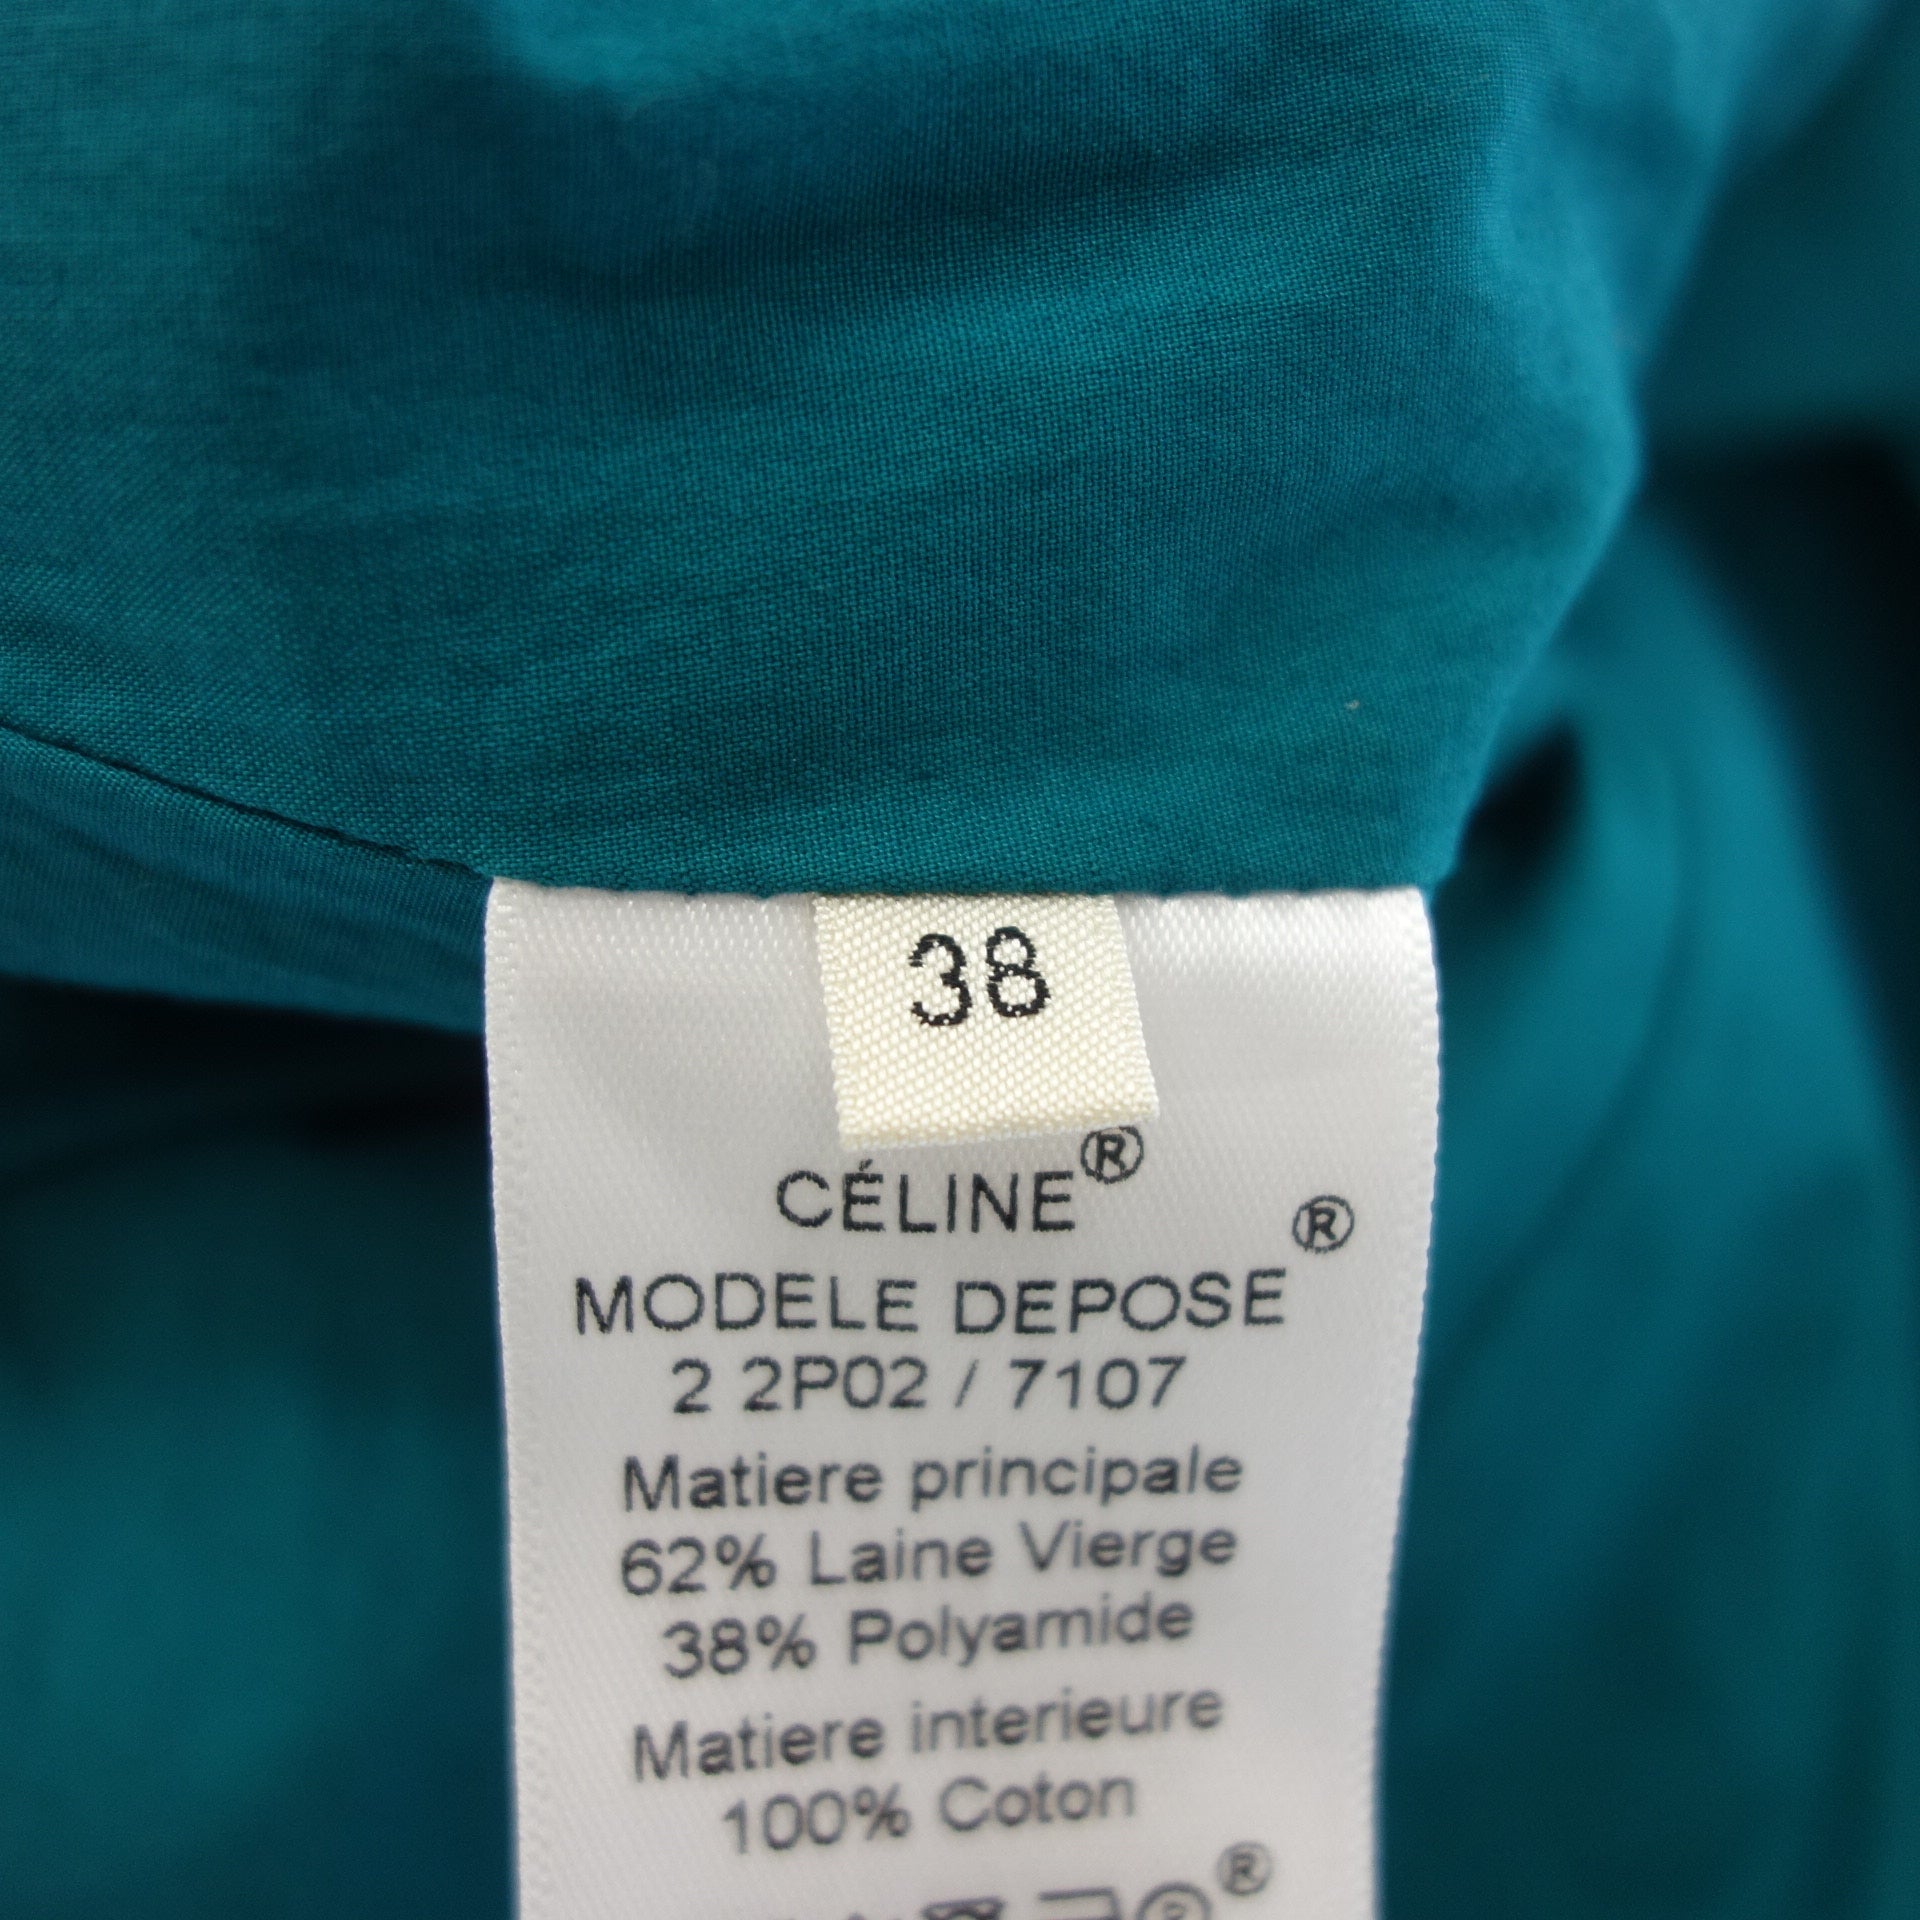 38
CÉLINE®
MODELE DEPOSE®
2 2P02 / 7107
Matiere principale
62% Laine Vierge
38% Polyamide
Matiere interieure
100% Coton
®